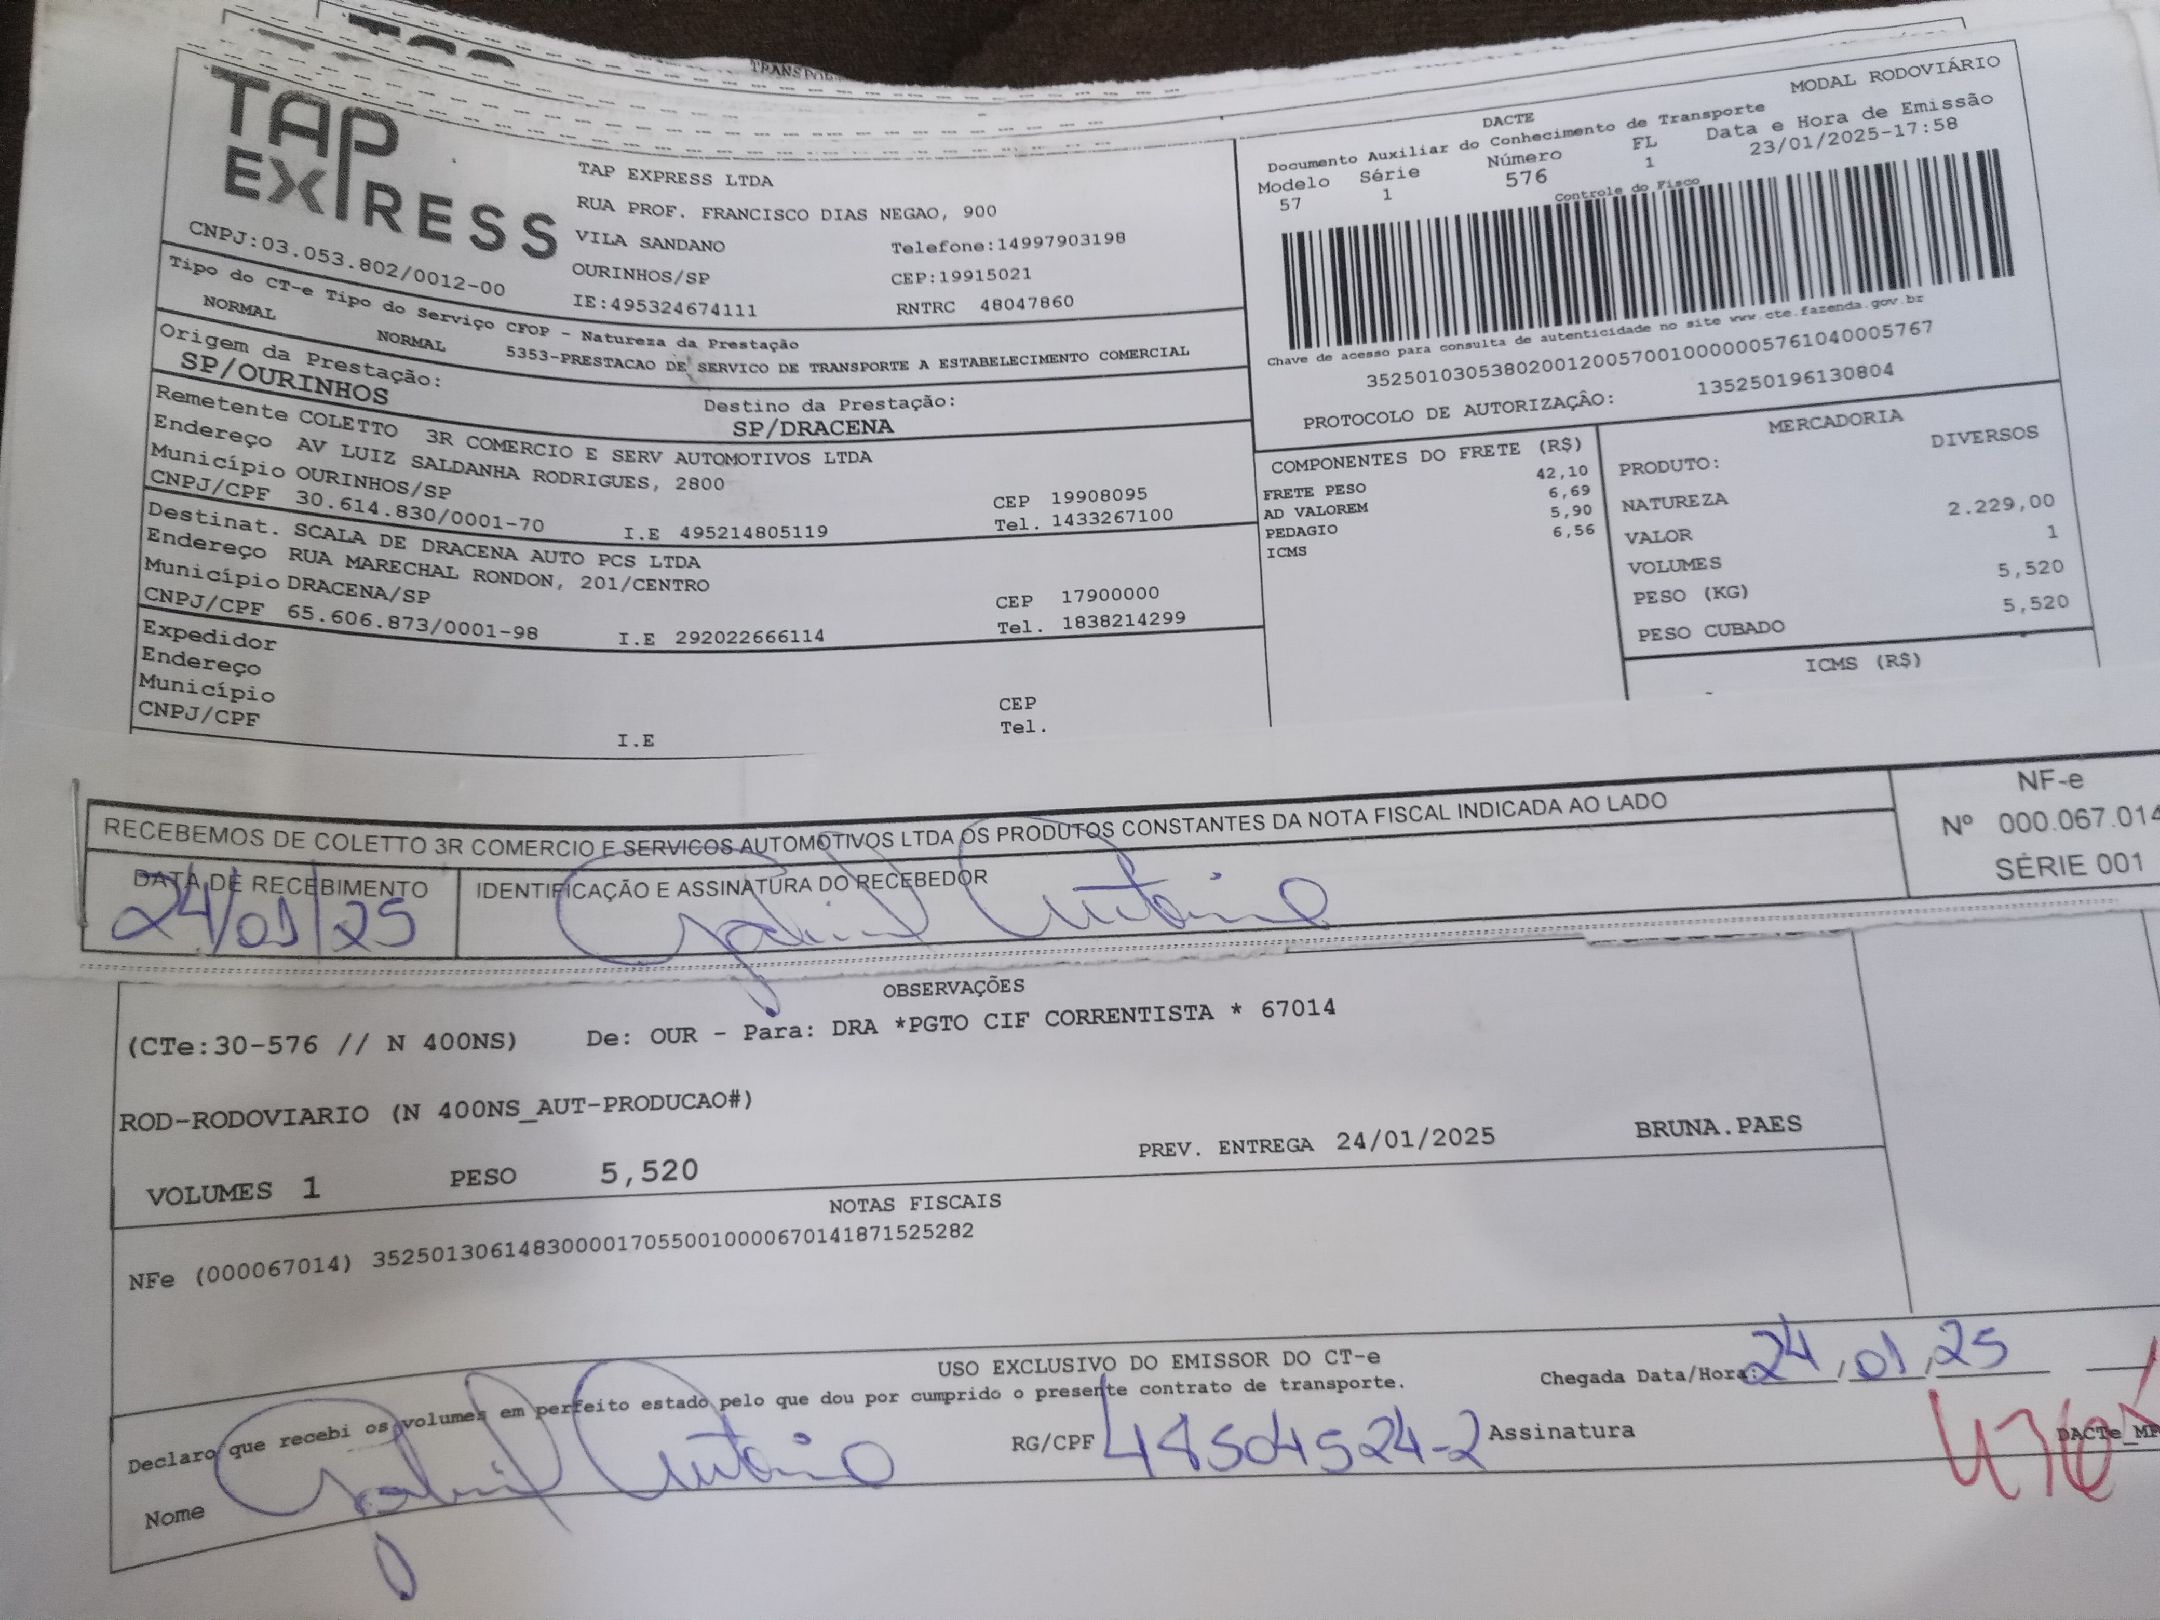 TAP
EXPRESS
CNPJ:03.053.802/0012-00
TAP EXPRESS LTDA
RUA PROF. FRANCISCO DIAS NEGAO, 900
VILA SANDANO Telefone:14997903198
OURINHOS/SP CEP:19915021
IE:495324674111 RNTRC 48047860
DACTE MODAL RODOVIÁRIO
Documento Auxiliar do Conhecimento de Transporte
Modelo Série Número FL Data e Hora de Emissão
57 1 576 1 23/01/2025-17:58
Controle do Fisco
Chave de acesso para consulta de autenticidade no site www.cte.fazenda.gov.br
35250103053802001200570010000005761040005767
PROTOCOLO DE AUTORIZAÇÂO: 135250196130804
Tipo do CT-e Tipo do Serviço CFOP - Natureza da Prestação
NORMAL NORMAL 5353-PRESTACAO DE SERVICO DE TRANSPORTE A ESTABELECIMENTO COMERCIAL
Origem da Prestação: Destino da Prestação:
SP/OURINHOS SP/DRACENA
Remetente COLETTO 3R COMERCIO E SERV AUTOMOTIVOS LTDA
Endereço AV LUIZ SALDANHA RODRIGUES, 2800
Município OURINHOS/SP CEP 19908095
CNPJ/CPF 30.614.830/0001-70 I.E 495214805119 Tel. 1433267100
Destinat. SCALA DE DRACENA AUTO PCS LTDA
Endereço RUA MARECHAL RONDON, 201/CENTRO
Município DRACENA/SP CEP 17900000
CNPJ/CPF 65.606.873/0001-98 I.E 292022666114 Tel. 1838214299
Expedidor
Endereço
Município CEP
CNPJ/CPF I.E Tel.
COMPONENTES DO FRETE (R$)
FRETE PESO 42,10
AD VALOREM 6,69
PEDAGIO 5,90
ICMS 6,56
MERCADORIA
PRODUTO: DIVERSOS
NATUREZA
VALOR 2.229,00
VOLUMES 1
PESO (KG) 5,520
PESO CUBADO 5,520
ICMS (R$)
RECEBEMOS DE COLETTO 3R COMERCIO E SERVICOS AUTOMOTIVOS LTDA OS PRODUTOS CONSTANTES DA NOTA FISCAL INDICADA AO LADO
NF-e
Nº 000.067.014
SÉRIE 001
DATA DE RECEBIMENTO IDENTIFICAÇÃO E ASSINATURA DO RECEBEDOR
24/01/25 Gabriel Antonio
OBSERVAÇÕES
(CTe:30-576 // N 400NS) De: OUR - Para: DRA *PGTO CIF CORRENTISTA * 67014
ROD-RODOVIARIO (N 400NS_AUT-PRODUCAO#)
VOLUMES 1 PESO 5,520 PREV. ENTREGA 24/01/2025 BRUNA.PAES
NOTAS FISCAIS
NFe (000067014) 35250130614830000170550010000670141871525282
USO EXCLUSIVO DO EMISSOR DO CT-e
Declaro que recebi os volumes em perfeito estado pelo que dou por cumprido o presente contrato de transporte.
Chegada Data/Hora: 24/01/25
Nome Gabriel Antonio RG/CPF 48504524-2 Assinatura